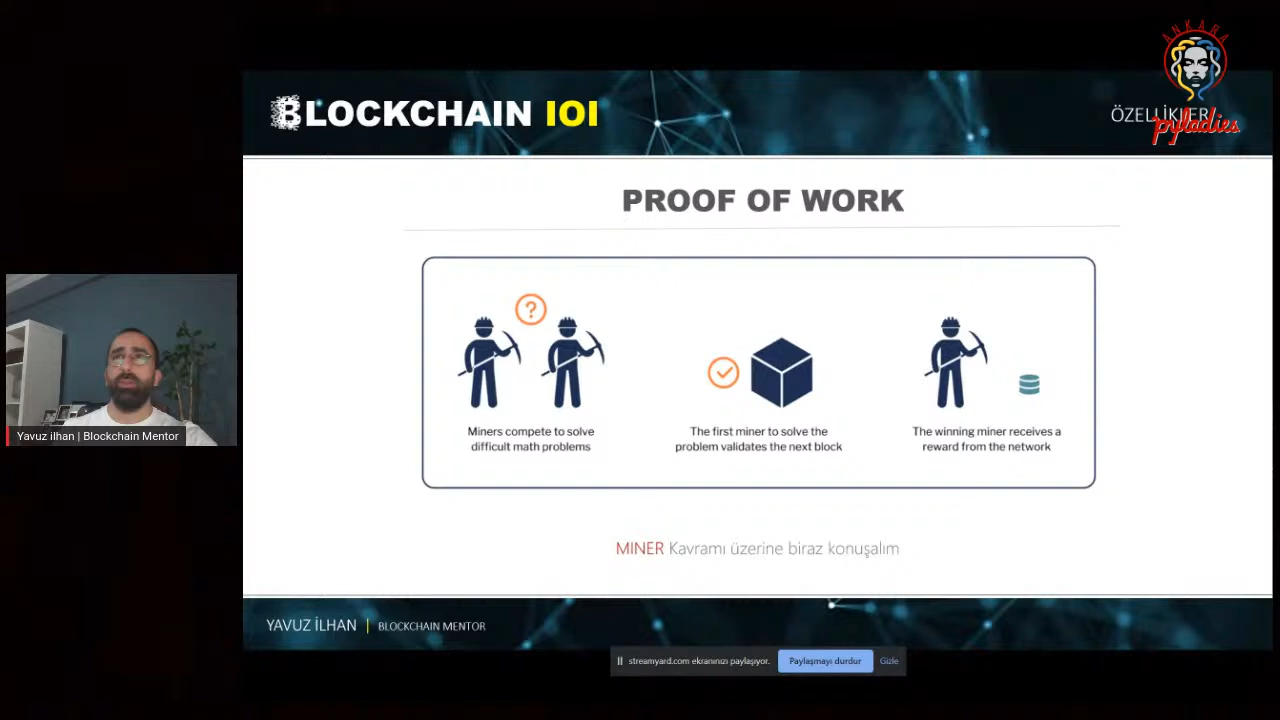 ANKARA
pyladies
BLOCKCHAIN 101
ÖZELLİKLER
PROOF OF WORK
?
Miners compete to solve
difficult math problems
The first miner to solve the
problem validates the next block
The winning miner receives a
reward from the network
MINER Kavramı üzerine biraz konuşalım
Yavuz ilhan | Blockchain Mentor
YAVUZ İLHAN | BLOCKCHAIN MENTOR
streamyard.com ekranınızı paylaşıyor. Paylaşmayı durdur Gizle